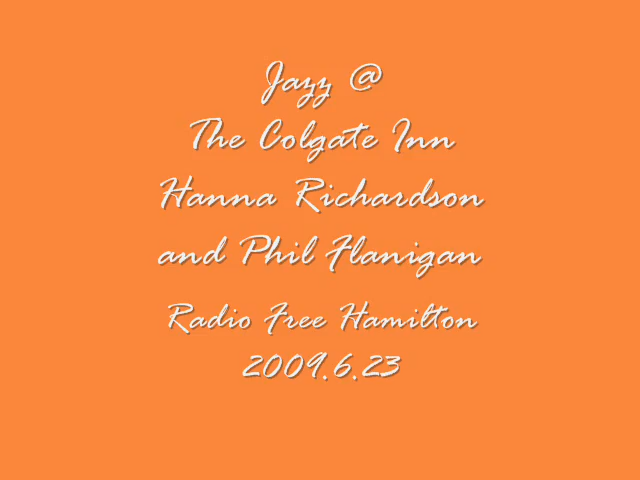 Jazz @
The Colgate Inn
Hanna Richardson
and Phil Flanigan
Radio Free Hamilton
2009.6.23